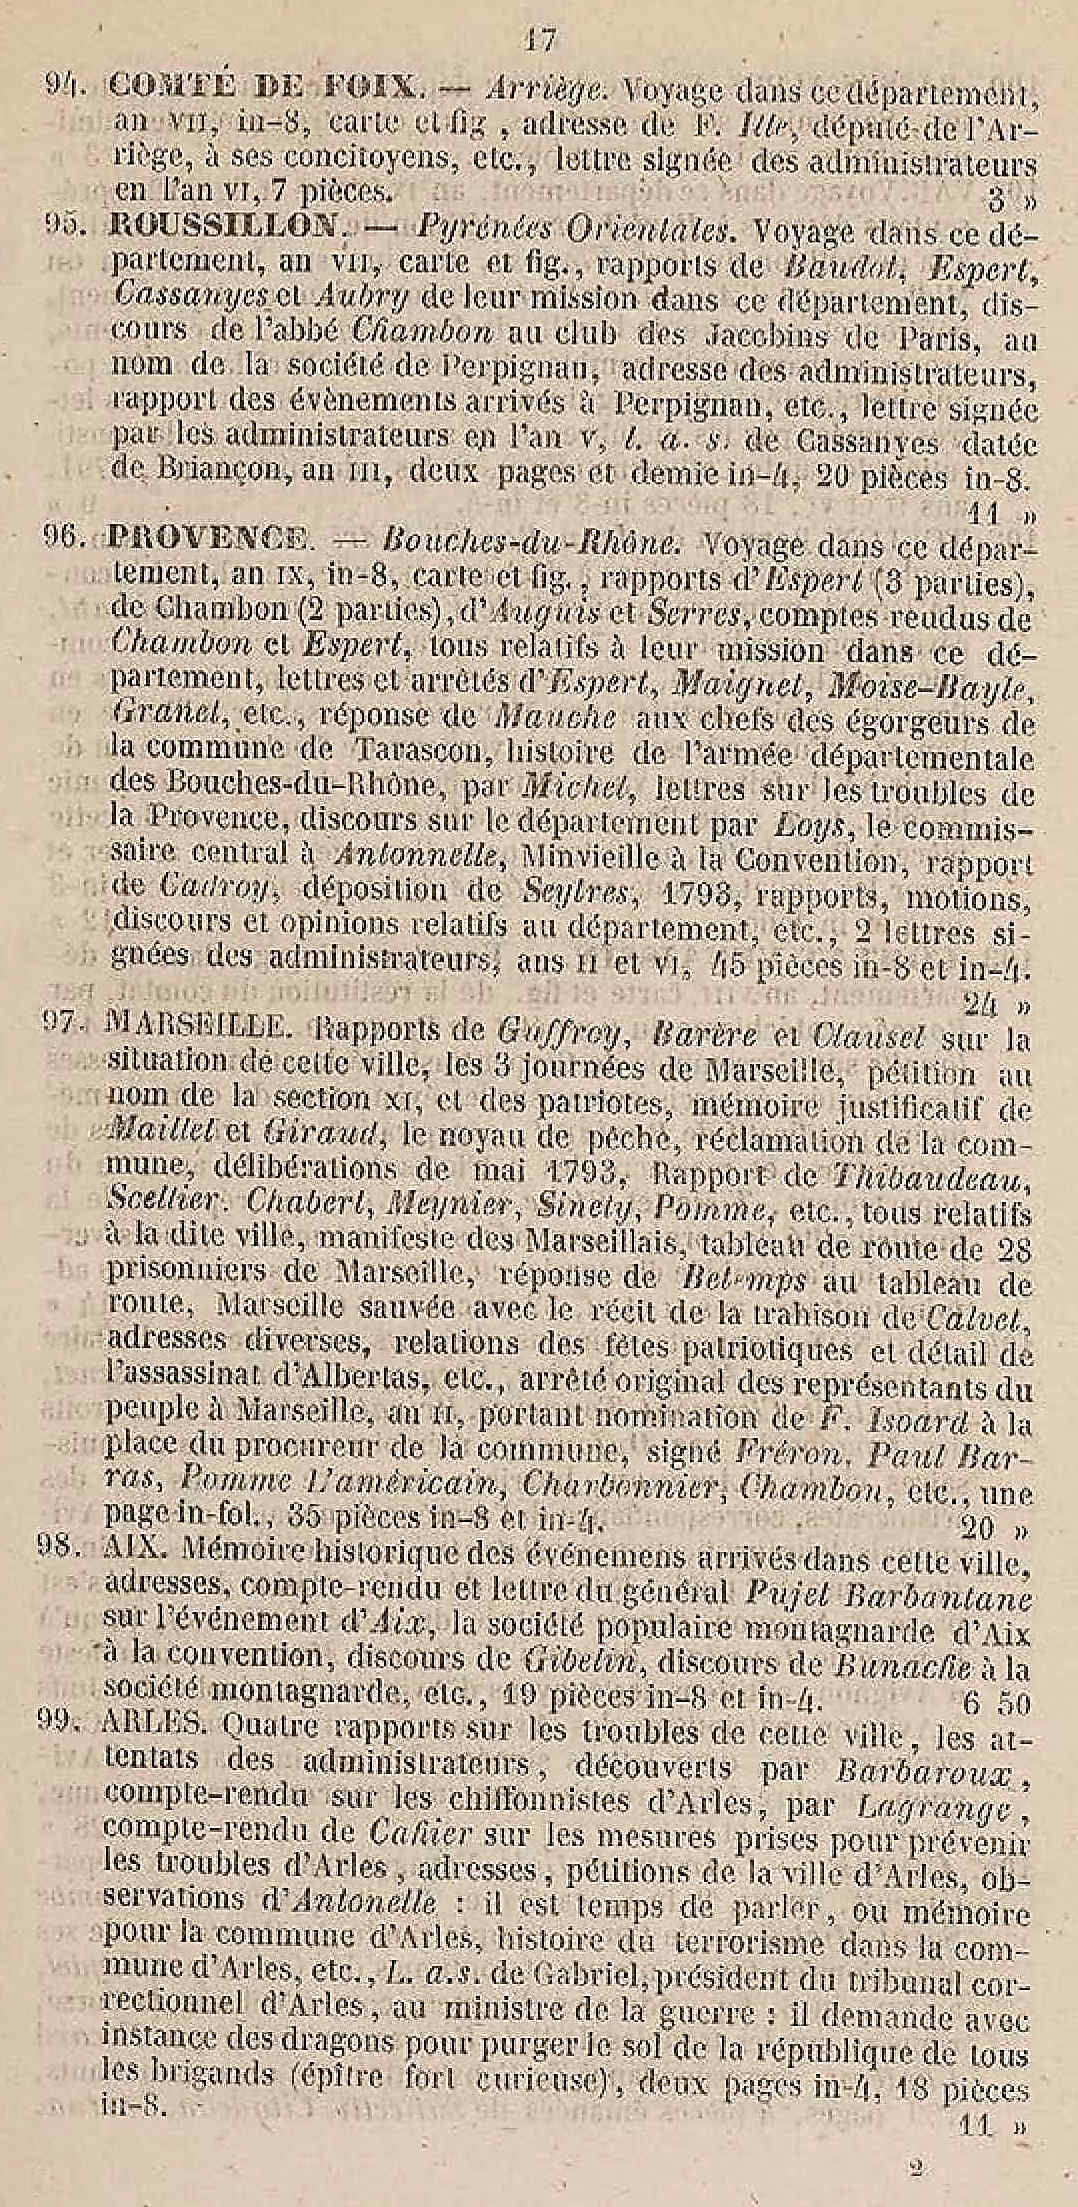 17
94. COMTÉ DE FOIX. — Arriège. Voyage dans ce département,
an VII, in-8, carte et fig , adresse de F. Ille, député de l'Ar-
riège, à ses concitoyens, etc., lettre signée des administrateurs
en l'an VI, 7 pièces. 3 »
95. ROUSSILLON. — Pyrénées Orientales. Voyage dans ce dé-
partement, an VII, carte et fig., rapports de Baudot, Espert,
Cassanyes et Aubry de leur mission dans ce département, dis-
cours de l'abbé Chambon au club des Jacobins de Paris, au
nom de la société de Perpignan, adresse des administrateurs,
rapport des évènements arrivés à Perpignan, etc., lettre signée
par les administrateurs en l'an V, l. a. s. de Cassanyes datée
de Briançon, an III, deux pages et demie in-4, 20 pièces in-8.
11 »
96. PROVENCE. — Bouches-du-Rhône. Voyage dans ce dépar-
tement, an IX, in-8, carte et fig., rapports d'Espert (3 parties),
de Chambon (2 parties), d'Auguis et Serres, comptes rendus de
Chambon et Espert, tous relatifs à leur mission dans ce dé-
partement, lettres et arrêtés d'Espert, Maignet, Moise-Bayle,
Granet, etc., réponse de Mauche aux chefs des égorgeurs de
la commune de Tarascon, histoire de l'armée départementale
des Bouches-du-Rhône, par Michel, lettres sur les troubles de
la Provence, discours sur le département par Loys, le commis-
saire central à Antonnelle, Minvieille à la Convention, rapport
de Cadroy, déposition de Seytres, 1793, rapports, motions,
discours et opinions relatifs au département, etc., 2 lettres si-
gnées des administrateurs, ans II et VI, 45 pièces in-8 et in-4.
24 »
97. MARSEILLE. Rapports de Guffroy, Barère et Clausel sur la
situation de cette ville, les 3 journées de Marseille, pétition au
nom de la section XI, et des patriotes, mémoire justificatif de
Maillet et Giraud, le noyau de pêche, réclamation de la com-
mune, délibérations de mai 1793, Rapport de Thibaudeau,
Scellier. Chabert, Meynier, Sinety, Pomme, etc., tous relatifs
à la dite ville, manifeste des Marseillais, tableau de route de 28
prisonniers de Marseille, réponse de Betemps au tableau de
route, Marseille sauvée avec le récit de la trahison de Calvet,
adresses diverses, relations des fêtes patriotiques et détail de
l'assassinat d'Albertas, etc., arrêté original des représentants du
peuple à Marseille, an II, portant nomination de F. Isoard à la
place du procureur de la commune, signé Fréron, Paul Bar-
ras, Pomme L'américain, Charbonnier, Chambon, etc., une
page in-fol., 35 pièces in-8 et in-4. 20 »
98. AIX. Mémoire historique des événemens arrivés dans cette ville,
adresses, compte-rendu et lettre du général Pujet Barbantane
sur l'événement d'Aix, la société populaire montagnarde d'Aix
à la convention, discours de Gibelin, discours de Bunache à la
société montagnarde, etc., 19 pièces in-8 et in-4. 6 50
99. ARLES. Quatre rapports sur les troubles de cette ville, les at-
tentats des administrateurs, découverts par Barbaroux,
compte-rendu sur les chiffonnistes d'Arles, par Lagrange,
compte-rendu de Cahier sur les mesures prises pour prévenir
les troubles d'Arles, adresses, pétitions de la ville d'Arles, ob-
servations d'Antonelle : il est temps de parler, ou mémoire
pour la commune d'Arles, histoire du terrorisme dans la com-
mune d'Arles, etc., L. a.s. de Gabriel, président du tribunal cor-
rectionnel d'Arles, au ministre de la guerre : il demande avec
instance des dragons pour purger le sol de la république de tous
les brigands (épître fort curieuse), deux pages in-4, 18 pièces
in-8.
11 »
2